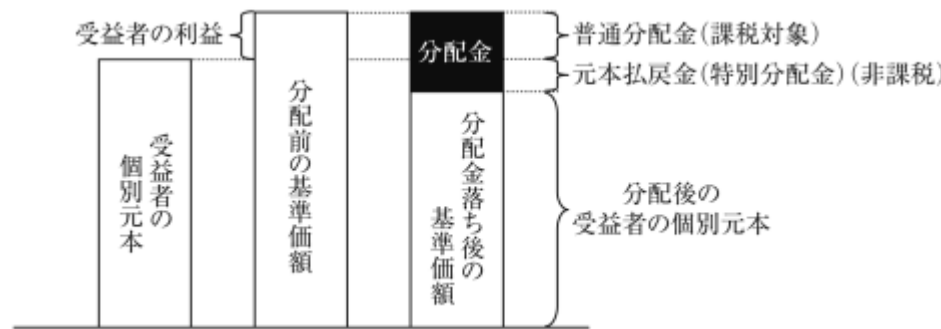 受益者の利益
分配金
普通分配金(課税対象)
元本払戻金(特別分配金)(非課税)
受益者の
個別元本
分配前の基準価額
分配金落ち後の
基準価額
分配後の
受益者の個別元本